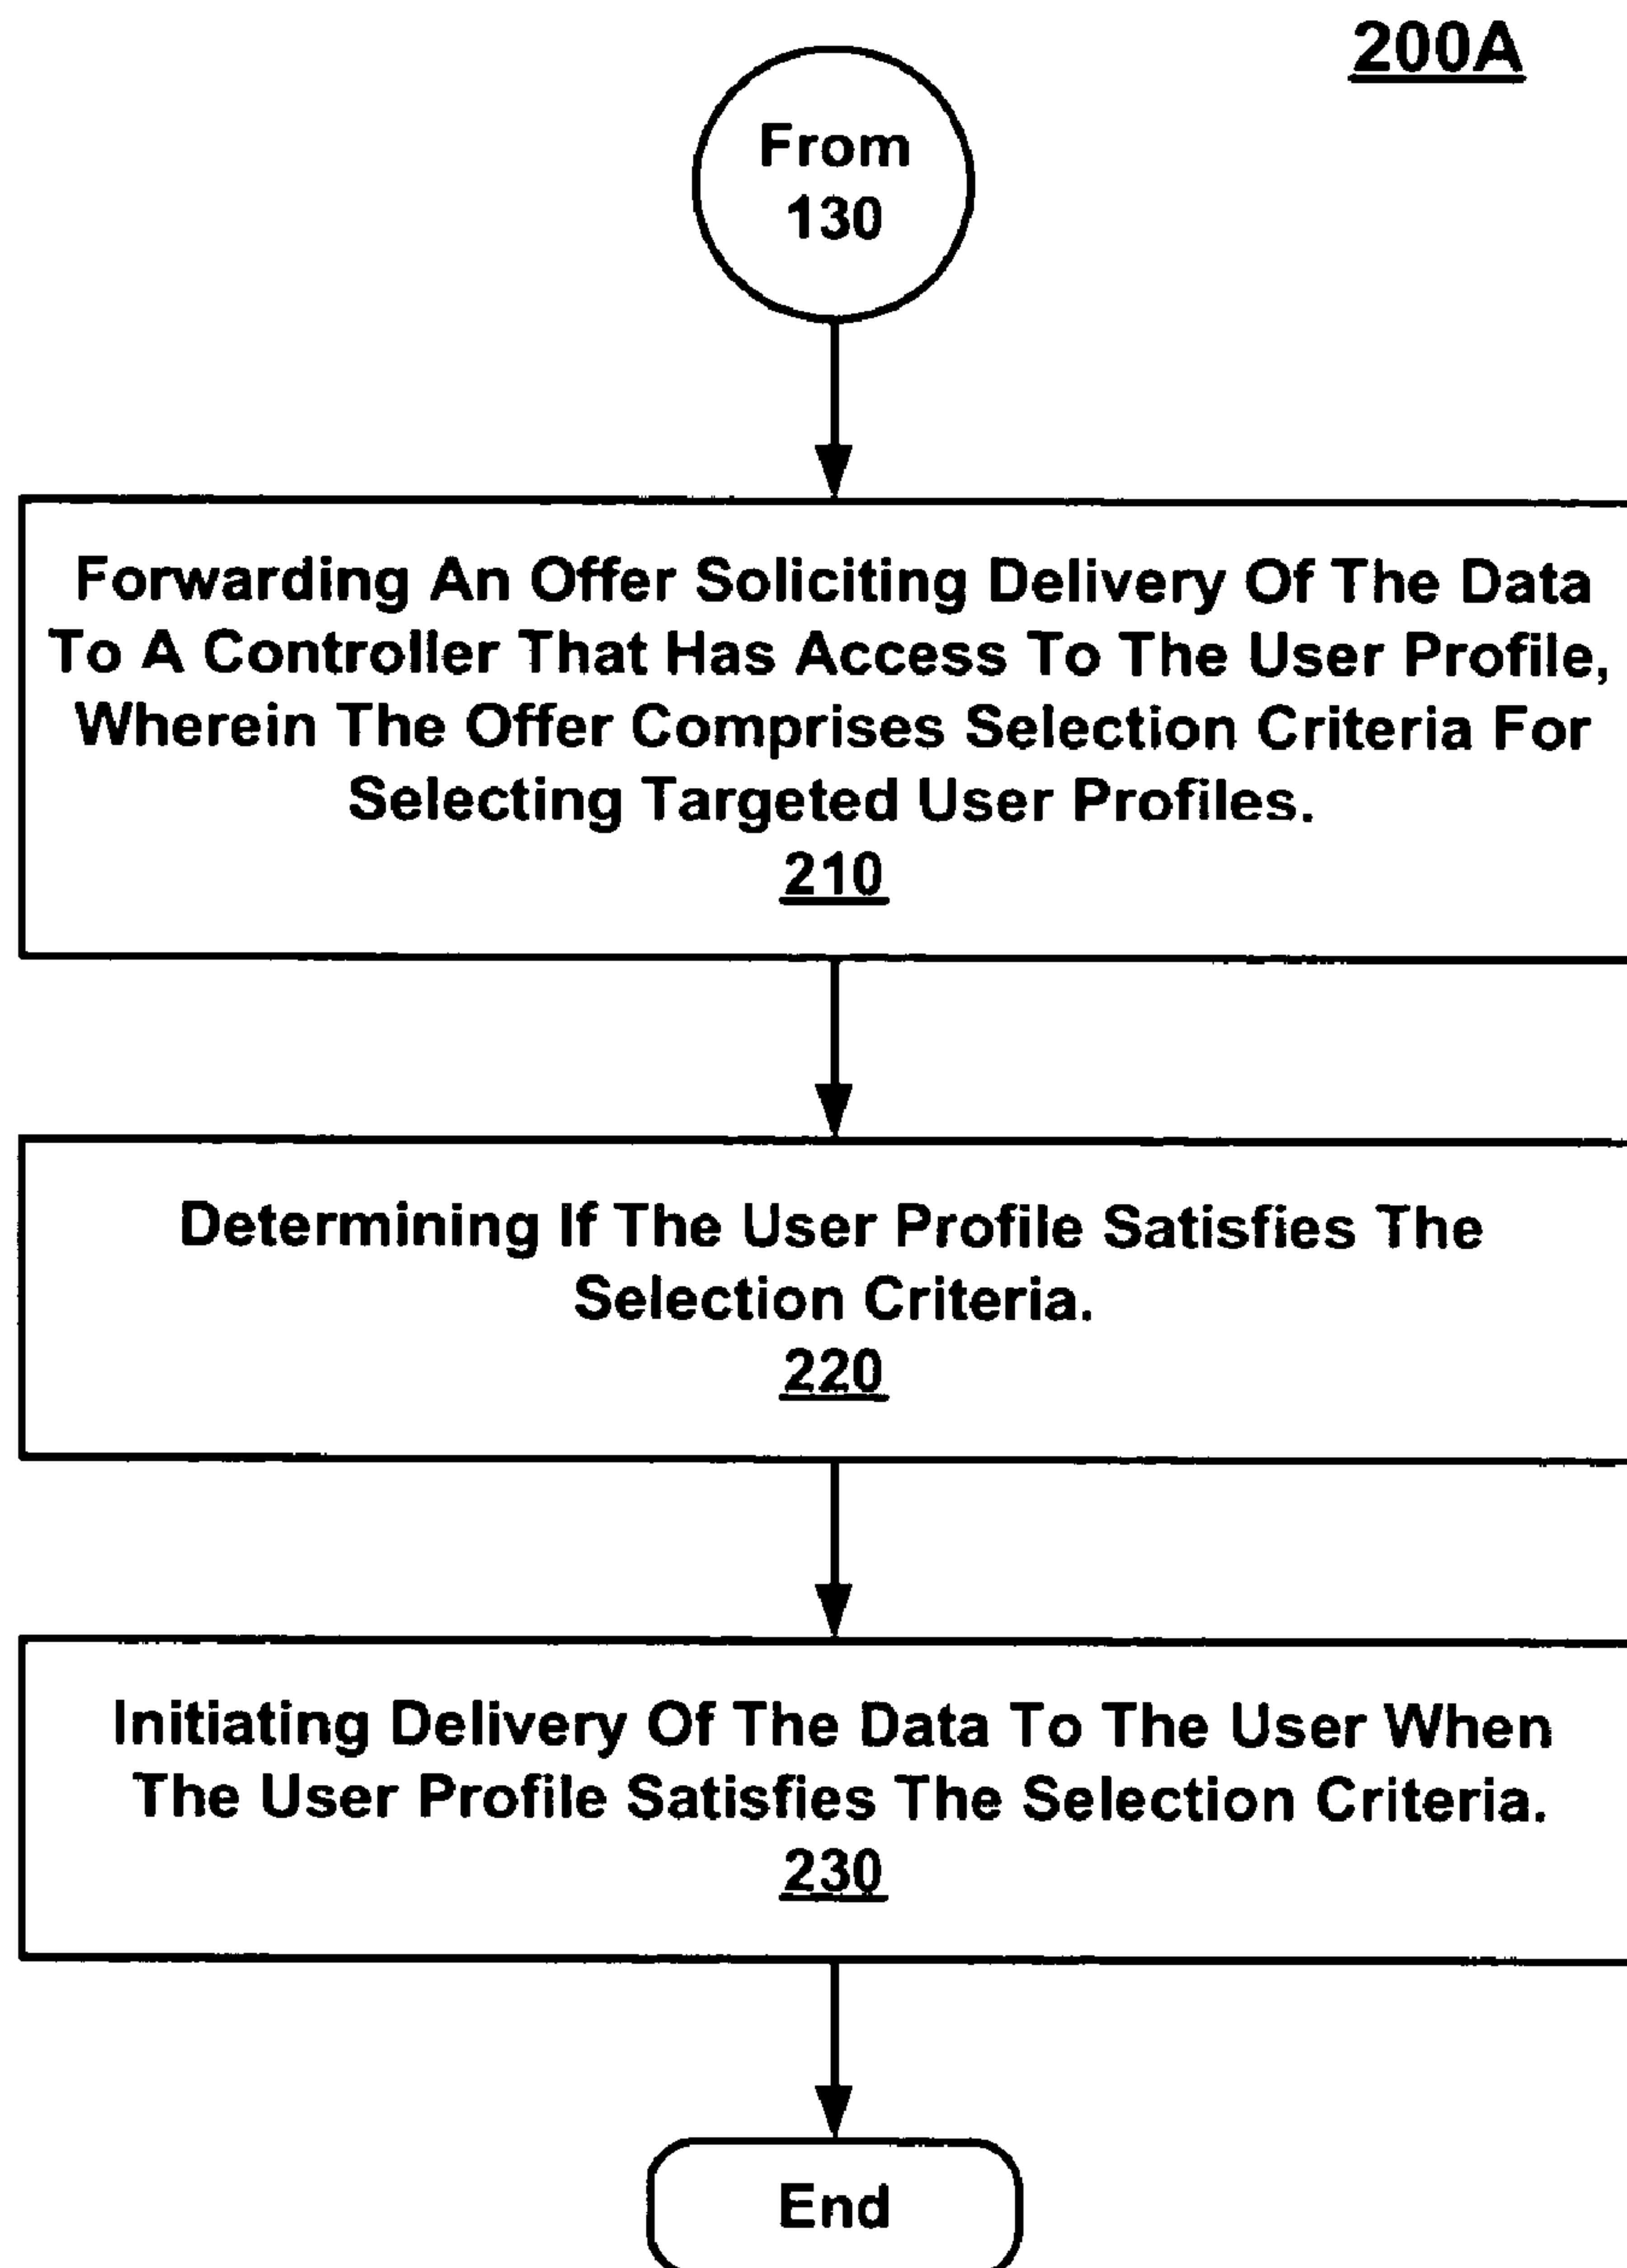 200A
From
130
Forwarding An Offer Soliciting Delivery Of The Data
To A Controller That Has Access To The User Profile,
Wherein The Offer Comprises Selection Criteria For
Selecting Targeted User Profiles.
210
Determining If The User Profile Satisfies The
Selection Criteria.
220
Initiating Delivery Of The Data To The User When
The User Profile Satisfies The Selection Criteria.
230
End